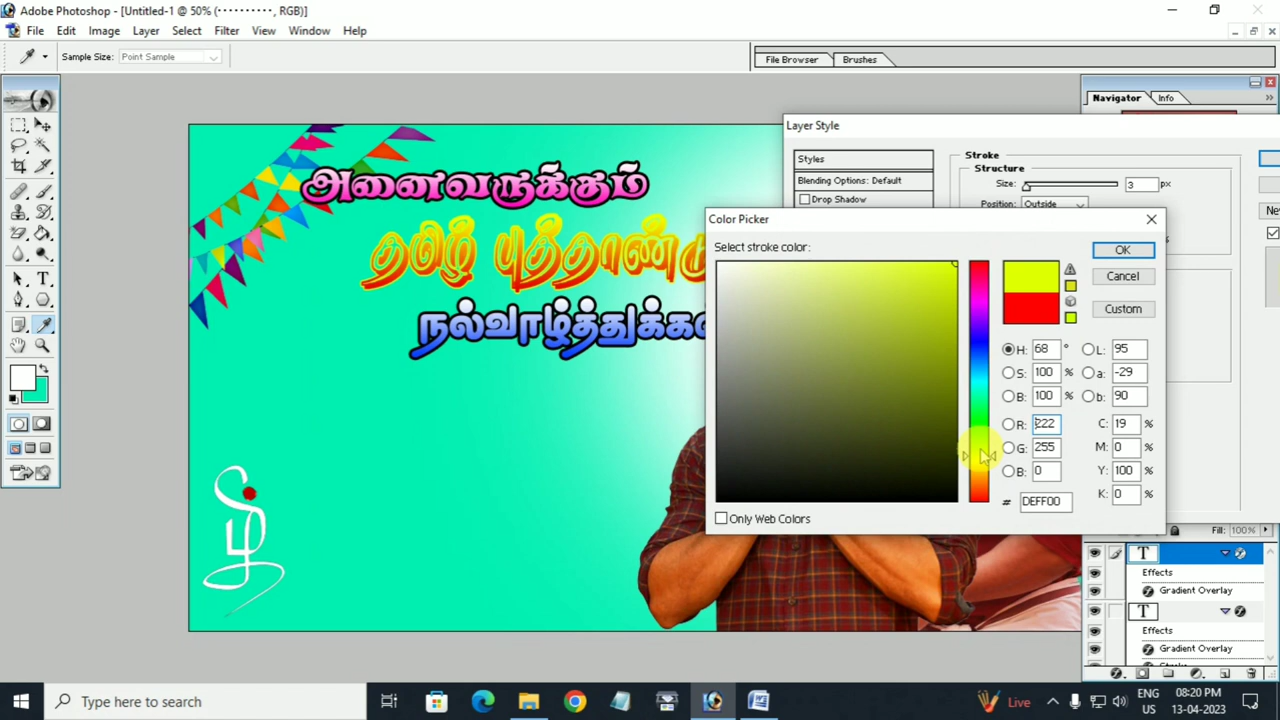 Adobe Photoshop - [Untitled-1 @ 50% (··········, RGB)]
File Edit Image Layer Select Filter View Window Help
Sample Size: Point Sample
File Browser Brushes
Navigator Info
Layer Style
Styles
Blending Options: Default
Drop Shadow
Stroke
Structure
Size: 3 px
Position: Outside
Color Picker
Select stroke color:
OK
Cancel
Custom
H: 68 ° L: 95
S: 100 % a: -29
B: 100 % b: 90
R: 222 C: 19 %
G: 255 M: 0 %
B: 0 Y: 100 %
K: 0 %
# DEFF00
Only Web Colors
அனைவருக்கும்
தமிழ் புத்தாண்டு
நல்வாழ்த்துக்கள்
Fill: 100%
T
Effects
Gradient Overlay
T
Effects
Gradient Overlay
Type here to search
Live
ENG
US
08:20 PM
13-04-2023